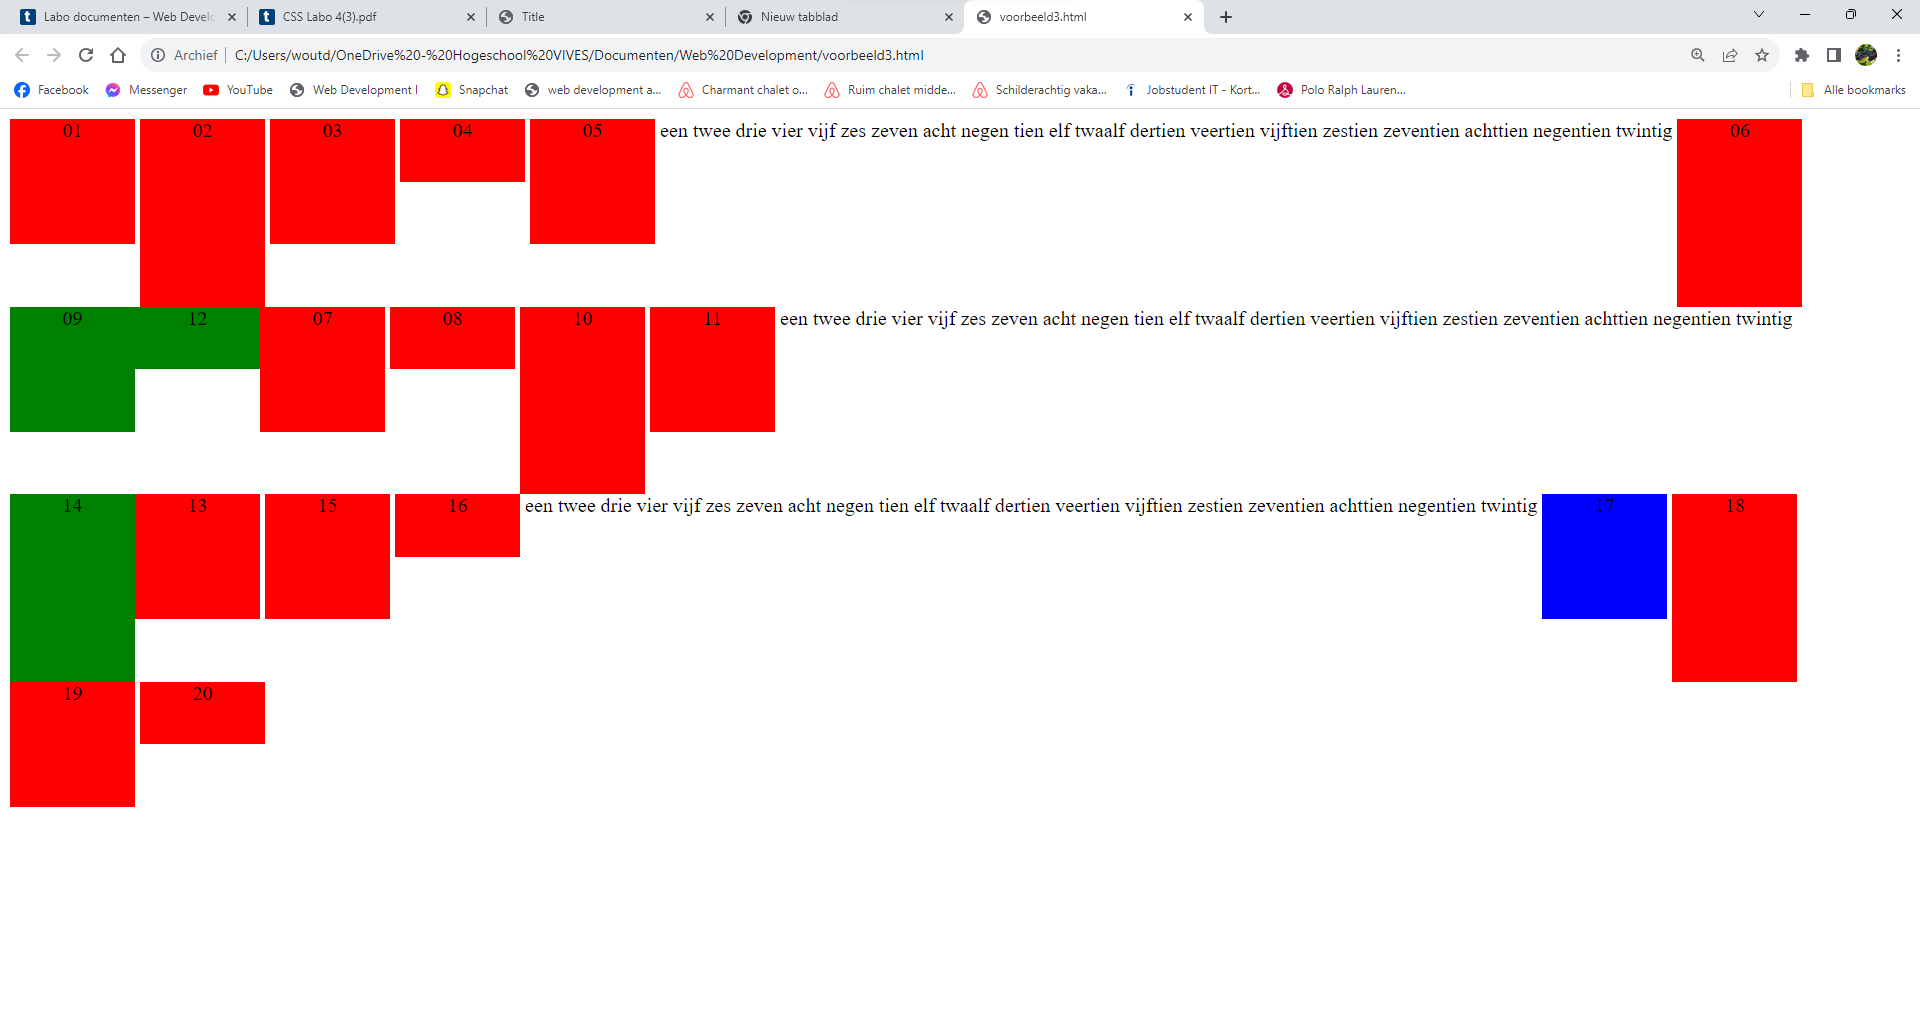 Labo documenten – Web Devel
CSS Labo 4(3).pdf
Title
Nieuw tabblad
voorbeeld3.html
Archief C:/Users/woutd/OneDrive%20-%20Hogeschool%20VIVES/Documenten/Web%20Development/voorbeeld3.html
Facebook Messenger YouTube Web Development I Snapchat web development a... Charmant chalet o... Ruim chalet midde... Schilderachtig vaka... Jobstudent IT - Kort... Polo Ralph Lauren... Alle bookmarks
01 02 03 04 05 een twee drie vier vijf zes zeven acht negen tien elf twaalf dertien veertien vijftien zestien zeventien achttien negentien twintig 06
09 12 07 08 10 11 een twee drie vier vijf zes zeven acht negen tien elf twaalf dertien veertien vijftien zestien zeventien achttien negentien twintig
14 13 15 16 een twee drie vier vijf zes zeven acht negen tien elf twaalf dertien veertien vijftien zestien zeventien achttien negentien twintig 17 18
19 20